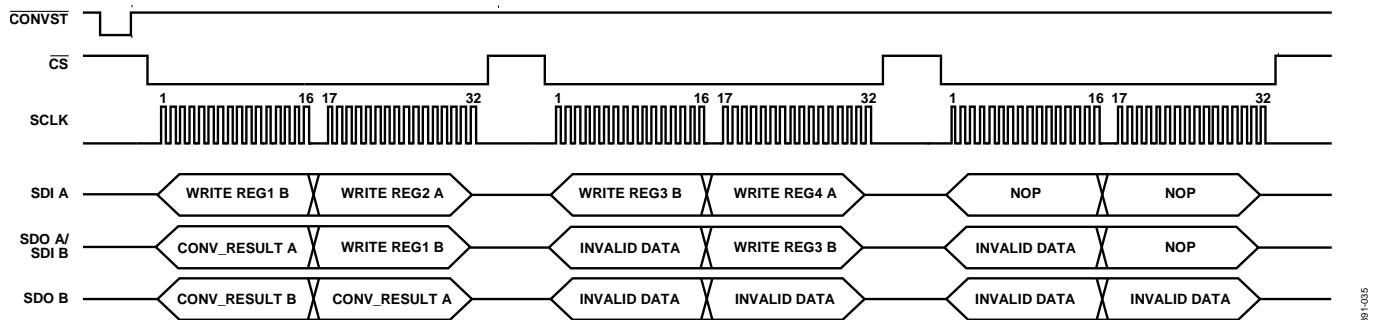 CONVST
CS
1 16 17 32 1 16 17 32 1 16 17 32
SCLK
SDI A WRITE REG1 B WRITE REG2 A WRITE REG3 B WRITE REG4 A NOP NOP
SDO A/
SDI B CONV_RESULT A WRITE REG1 B INVALID DATA WRITE REG3 B INVALID DATA NOP
SDO B CONV_RESULT B CONV_RESULT A INVALID DATA INVALID DATA INVALID DATA INVALID DATA